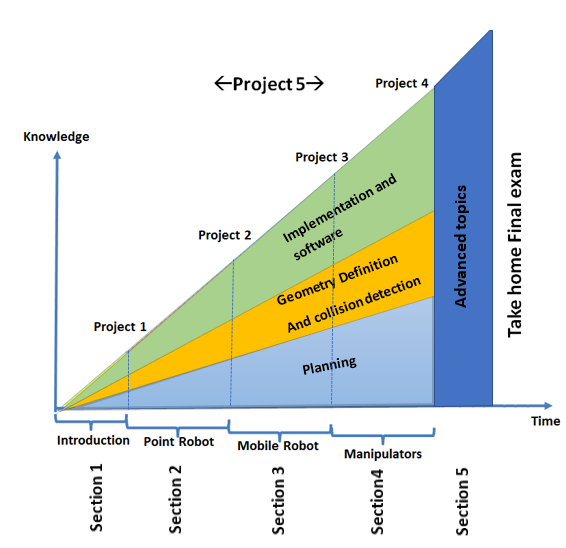 ←Project 5→
Project 4
Knowledge
Project 3
Project 2
Project 1
Implementation and
software
Geometry Definition
And collision detection
Planning
Advanced topics
Take home Final exam
Time
Introduction
Point Robot
Mobile Robot
Manipulators
Section 1
Section 2
Section 3
Section4
Section 5